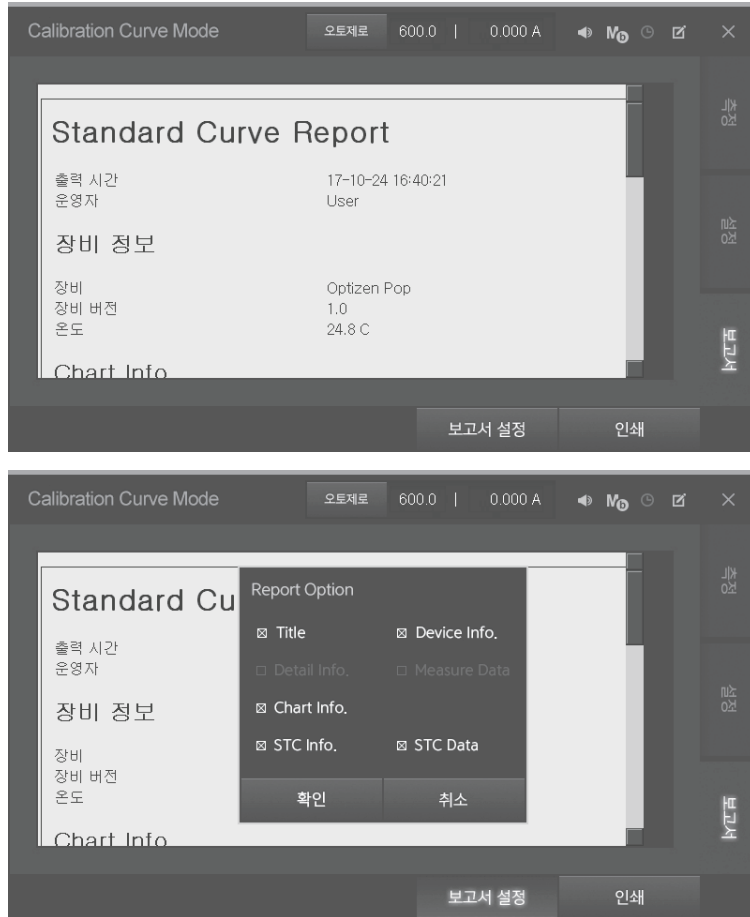 Calibration Curve Mode 오토제로 600.0 | 0.000 A Mb
측정
Standard Curve Report
출력 시간 17-10-24 16:40:21
운영자 User
설정
장비 정보
장비 Optizen Pop
장비 버전 1.0
온도 24.8 C
보고서
Chart Info
보고서 설정 인쇄
Calibration Curve Mode 오토제로 600.0 | 0.000 A Mb
측정
Standard Cu
출력 시간
운영자
장비 정보
장비
장비 버전
온도
Chart Info
Report Option
Title Device Info.
Detail Info. Measure Data
Chart Info.
STC Info. STC Data
확인 취소
설정
보고서
보고서 설정 인쇄